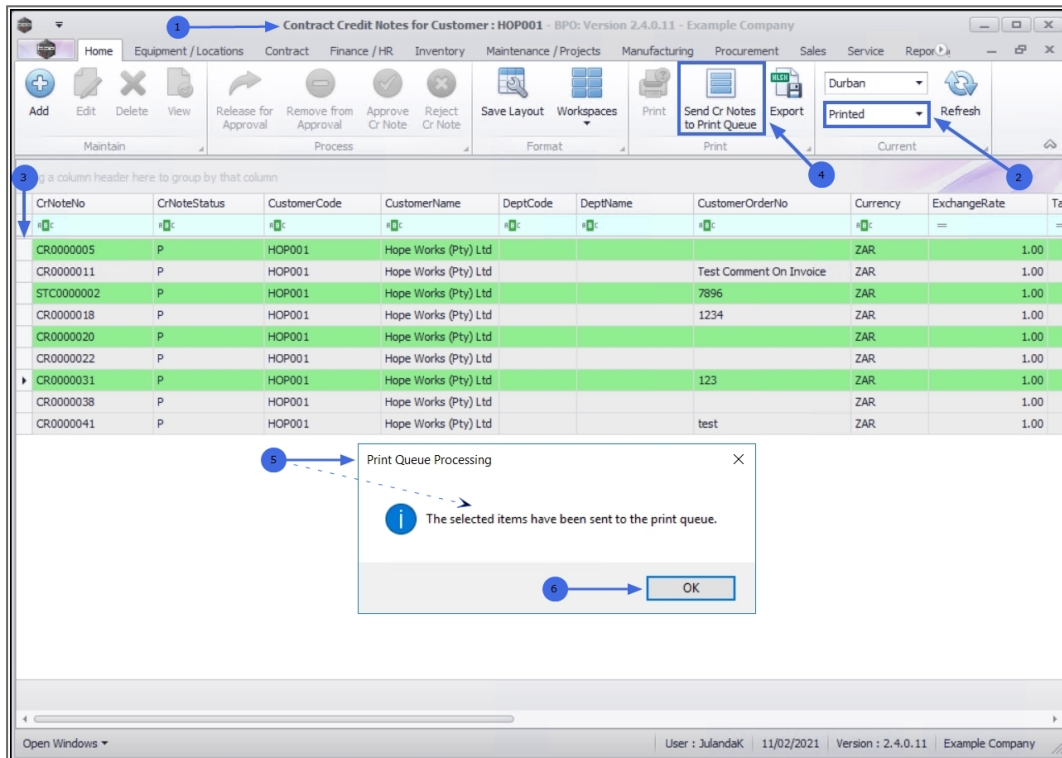 1
Contract Credit Notes for Customer : HOP001 - BPO: Version 2.4.0.11 - Example Company
Home Equipment / Locations Contract Finance / HR Inventory Maintenance / Projects Manufacturing Procurement Sales Service Repor
Add Edit Delete View Release for Approval Remove from Approval Approve Cr Note Reject Cr Note Save Layout Workspaces Print Send Cr Notes to Print Queue XLSX Export Durban Printed Refresh
Maintain Process Format Print Current
4 2
3 g a column header here to group by that column
CrNoteNo CrNoteStatus CustomerCode CustomerName DeptCode DeptName CustomerOrderNo Currency ExchangeRate Ta
CR0000005 P HOP001 Hope Works (Pty) Ltd ZAR 1.00
CR0000011 P HOP001 Hope Works (Pty) Ltd Test Comment On Invoice ZAR 1.00
STC0000002 P HOP001 Hope Works (Pty) Ltd 7896 ZAR 1.00
CR0000018 P HOP001 Hope Works (Pty) Ltd 1234 ZAR 1.00
CR0000020 P HOP001 Hope Works (Pty) Ltd ZAR 1.00
CR0000022 P HOP001 Hope Works (Pty) Ltd ZAR 1.00
CR0000031 P HOP001 Hope Works (Pty) Ltd 123 ZAR 1.00
CR0000038 P HOP001 Hope Works (Pty) Ltd ZAR 1.00
CR0000041 P HOP001 Hope Works (Pty) Ltd test ZAR 1.00
5 Print Queue Processing
The selected items have been sent to the print queue.
6 OK
Open Windows User : JulandaK 11/02/2021 Version : 2.4.0.11 Example Company